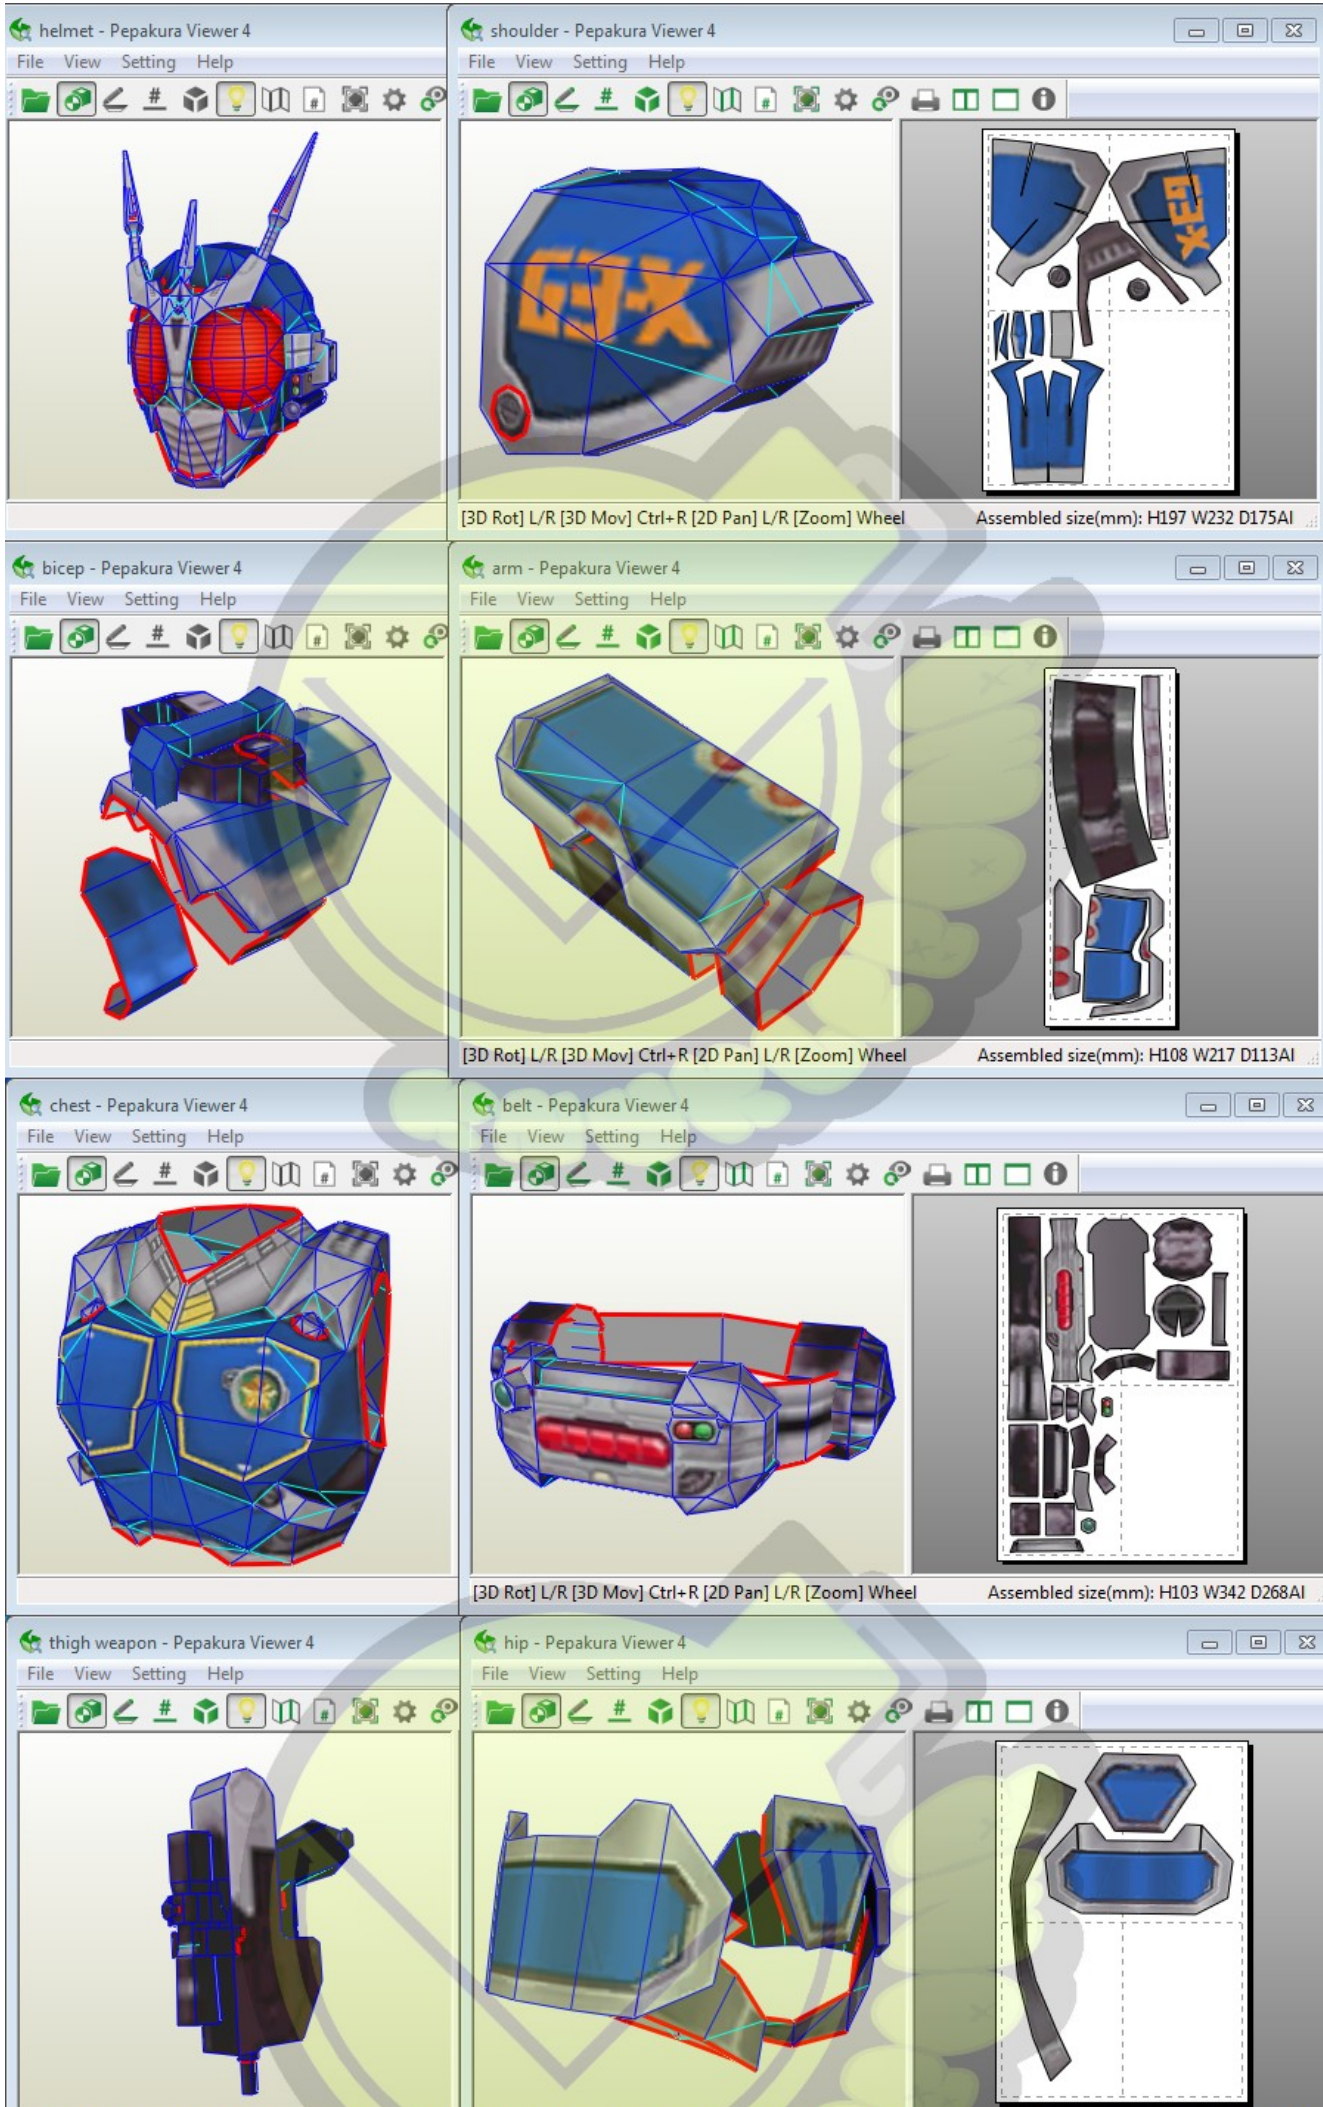 helmet - Pepakura Viewer 4
File View Setting Help
shoulder - Pepakura Viewer 4
File View Setting Help
G3-X
G3-X
[3D Rot] L/R [3D Mov] Ctrl+R [2D Pan] L/R [Zoom] Wheel
Assembled size(mm): H197 W232 D175Al
bicep - Pepakura Viewer 4
File View Setting Help
arm - Pepakura Viewer 4
File View Setting Help
[3D Rot] L/R [3D Mov] Ctrl+R [2D Pan] L/R [Zoom] Wheel
Assembled size(mm): H108 W217 D113Al
chest - Pepakura Viewer 4
File View Setting Help
belt - Pepakura Viewer 4
File View Setting Help
[3D Rot] L/R [3D Mov] Ctrl+R [2D Pan] L/R [Zoom] Wheel
Assembled size(mm): H103 W342 D268Al
thigh weapon - Pepakura Viewer 4
File View Setting Help
hip - Pepakura Viewer 4
File View Setting Help